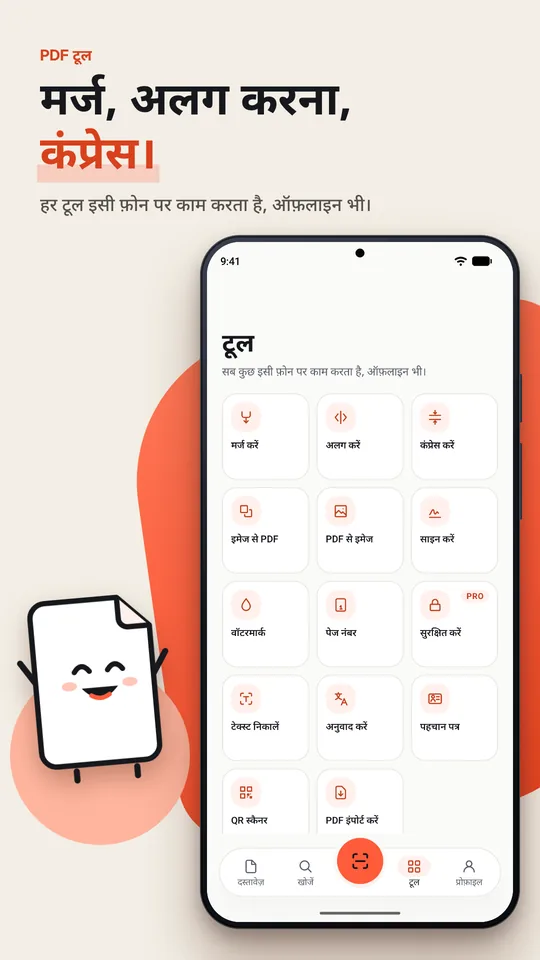 PDF टूल
मर्ज, अलग करना,
कंप्रेस।
हर टूल इसी फ़ोन पर काम करता है, ऑफ़लाइन भी।
9:41
टूल
सब कुछ इसी फ़ोन पर काम करता है, ऑफ़लाइन भी।
मर्ज करें
अलग करें
कंप्रेस करें
इमेज से PDF
PDF से इमेज
साइन करें
वॉटरमार्क
पेज नंबर
PRO
सुरक्षित करें
टेक्स्ट निकालें
अनुवाद करें
पहचान पत्र
QR स्कैनर
PDF इंपोर्ट करें
दस्तावेज़
खोजें
टूल
प्रोफ़ाइल